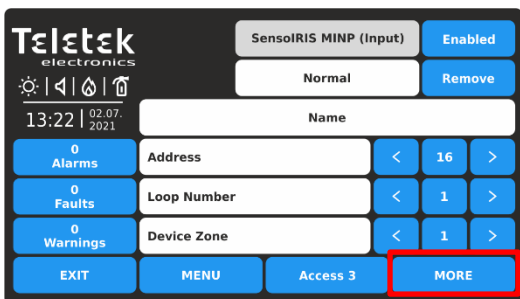 Teletek
electronics
SensoIRIS MINP (Input)
Enabled
Normal
Remove
13:22
02.07.
2021
Name
0
Alarms
Address
<
16
>
0
Faults
Loop Number
<
1
>
0
Warnings
Device Zone
<
1
>
EXIT
MENU
Access 3
MORE